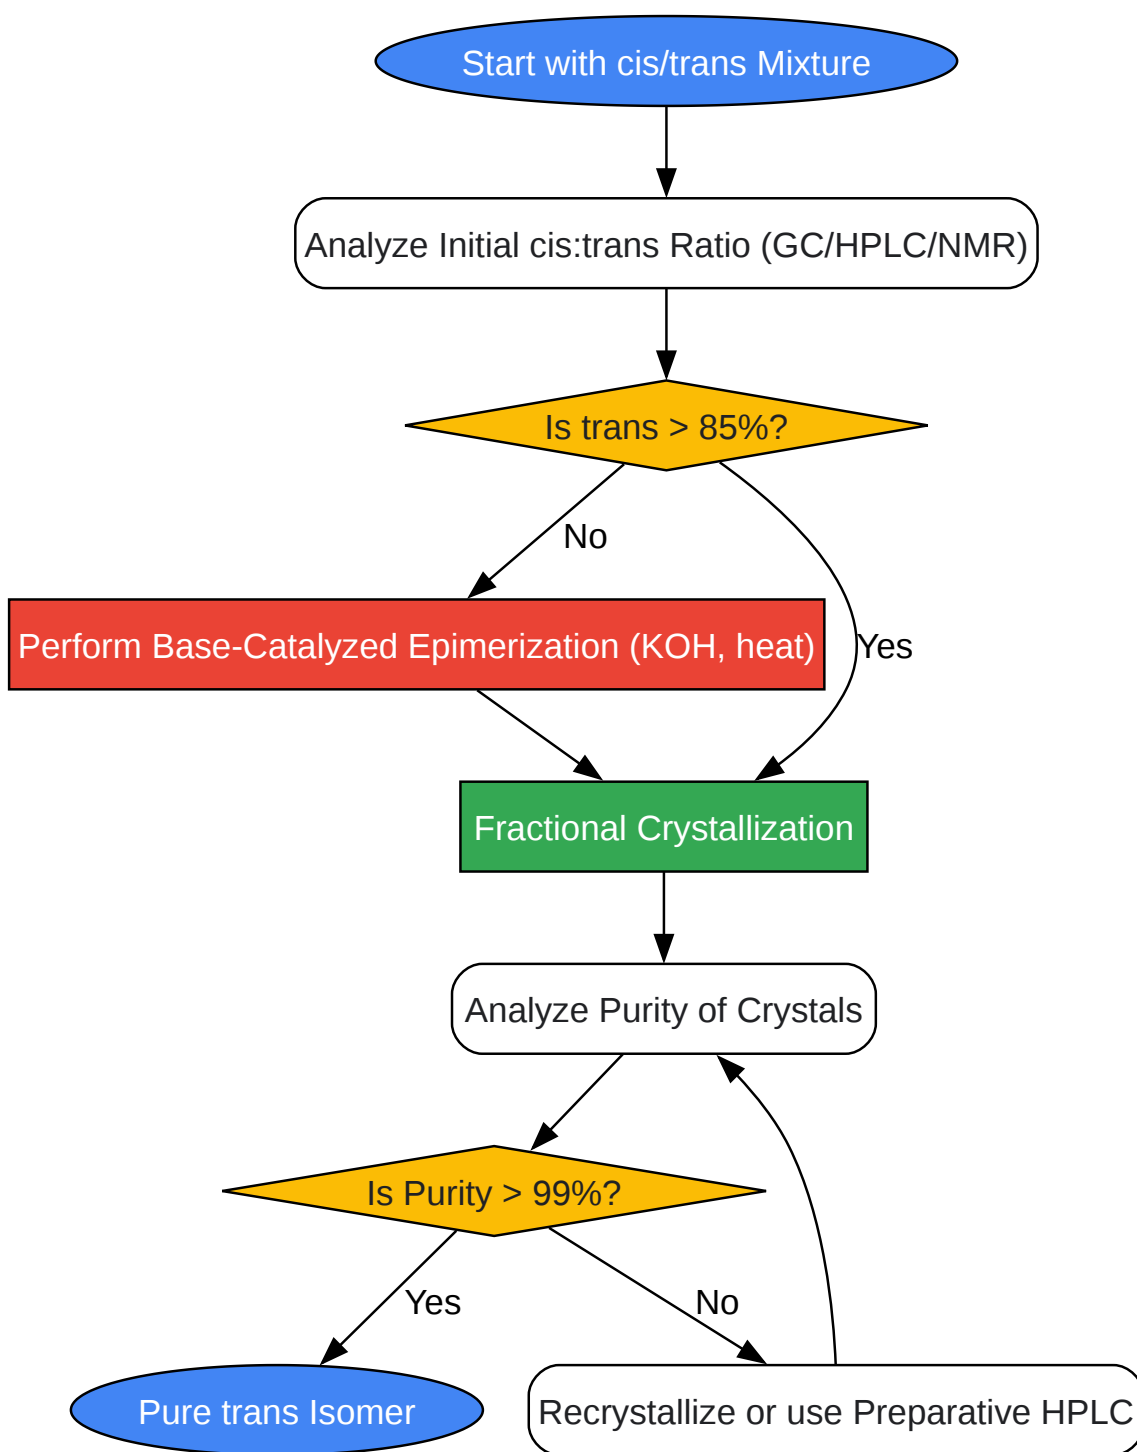 Start with cis/trans Mixture
Analyze Initial cis:trans Ratio (GC/HPLC/NMR)
Is trans > 85%?
No
Perform Base-Catalyzed Epimerization (KOH, heat)
Yes
Fractional Crystallization
Analyze Purity of Crystals
Is Purity > 99%?
Yes
No
Pure trans Isomer
Recrystallize or use Preparative HPLC